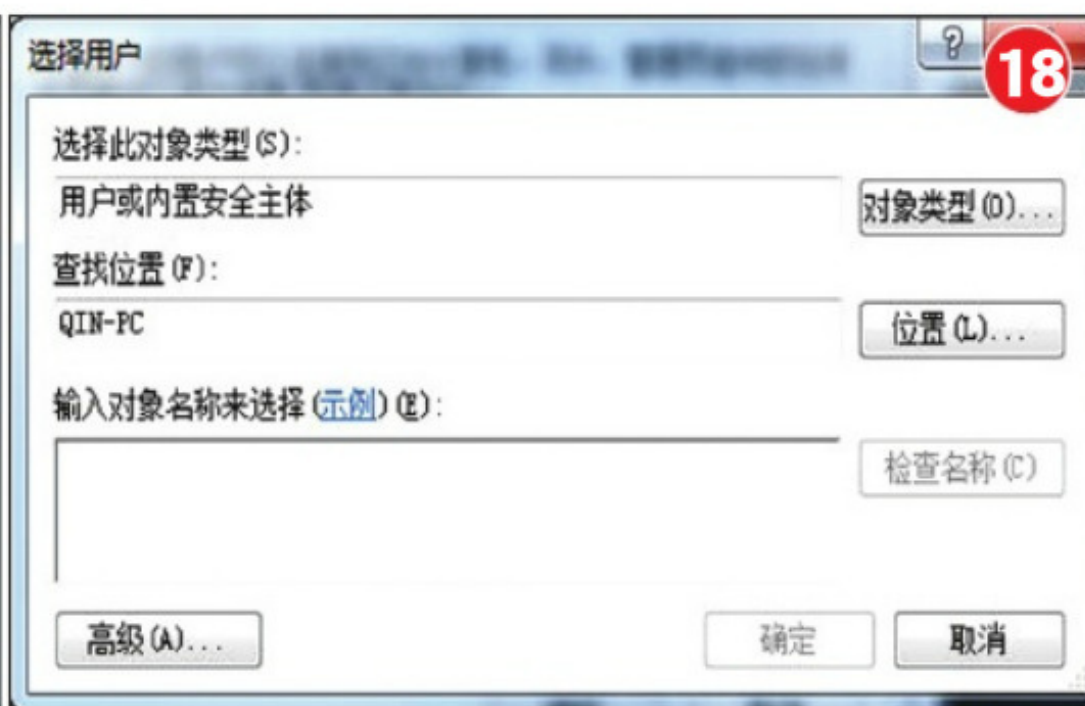 选择用户
?
18
选择此对象类型(S):
用户或内置安全主体
对象类型(O)...
查找位置(F):
QIN-PC
位置(L)...
输入对象名称来选择(示例)(E):
检查名称(C)
高级(A)...
确定
取消